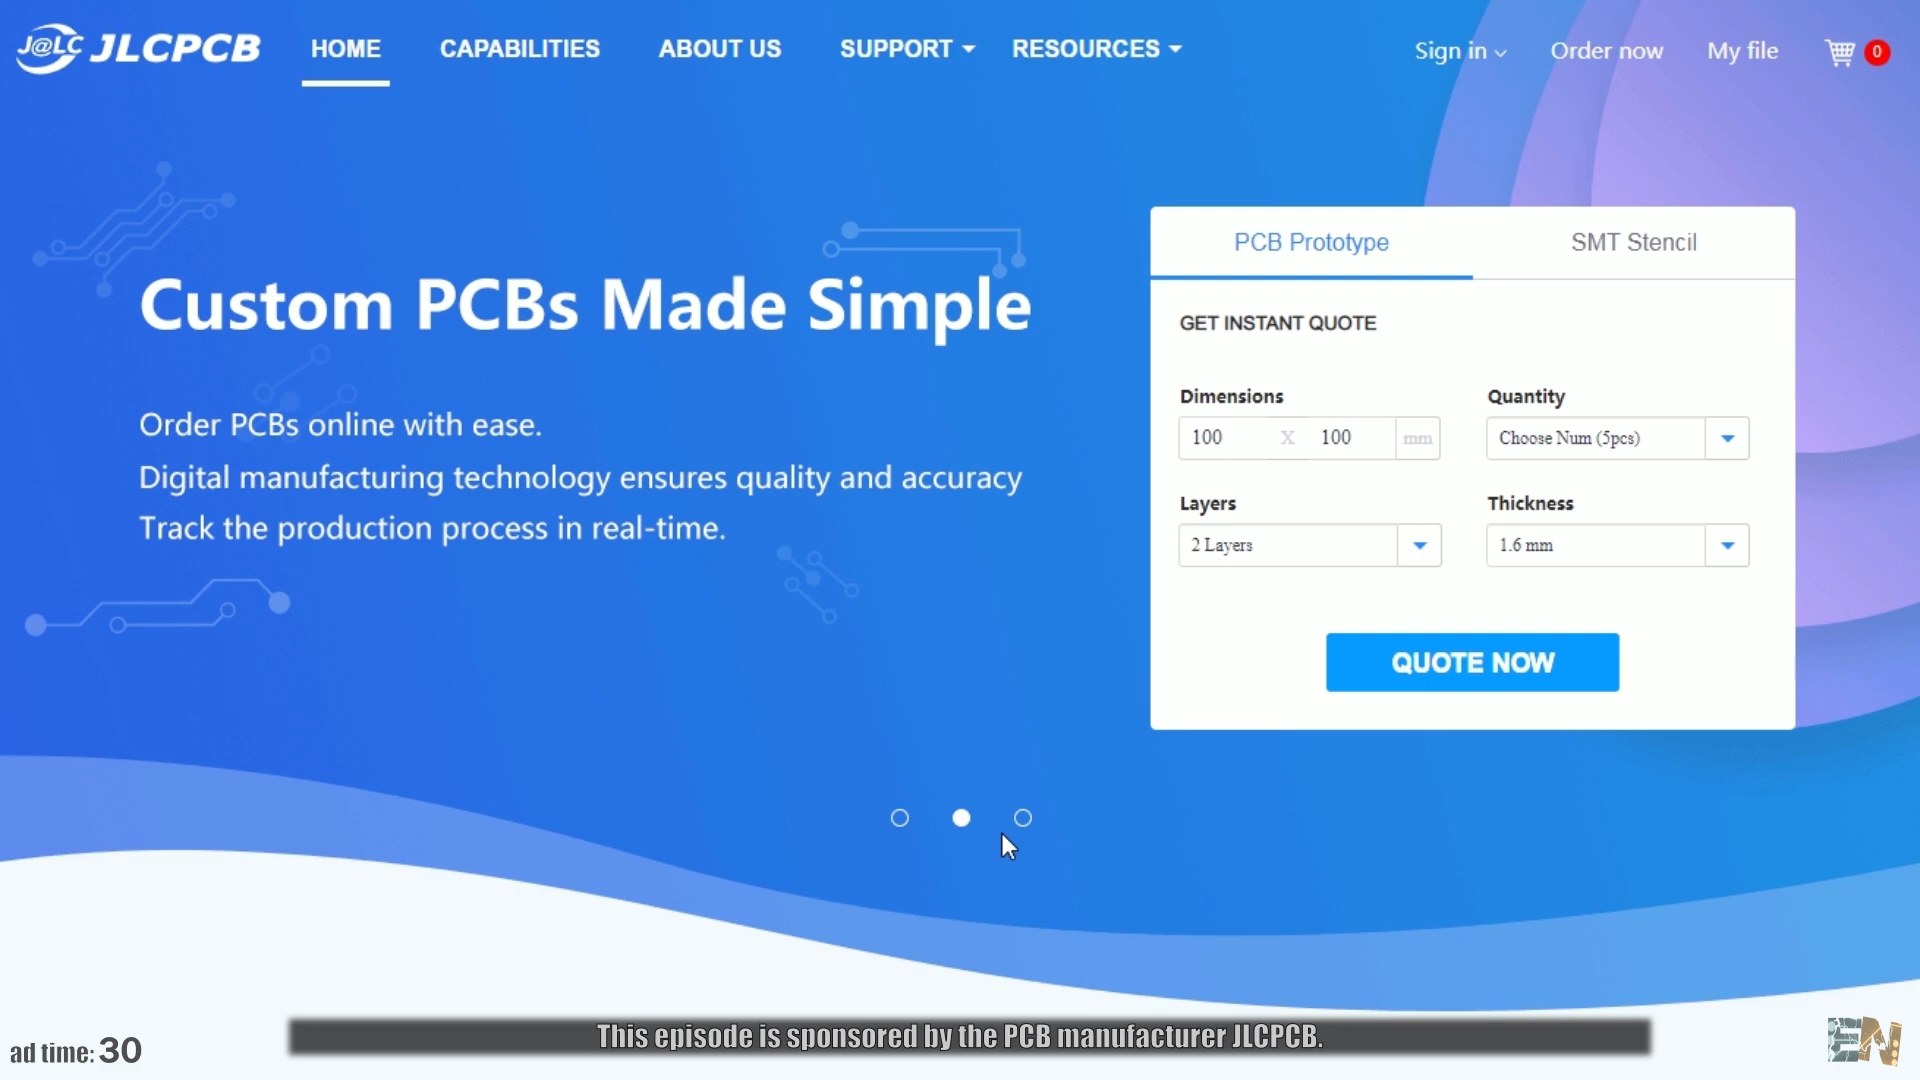 J@LC JLCPCB
HOME
CAPABILITIES
ABOUT US
SUPPORT
RESOURCES
Sign in
Order now
My file
0
Custom PCBs Made Simple
Order PCBs online with ease.
Digital manufacturing technology ensures quality and accuracy
Track the production process in real-time.
PCB Prototype
SMT Stencil
GET INSTANT QUOTE
Dimensions
100 X 100 mm
Quantity
Choose Num (5pcs)
Layers
2 Layers
Thickness
1.6 mm
QUOTE NOW
This episode is sponsored by the PCB manufacturer JLCPCB.
ad time: 30
EN